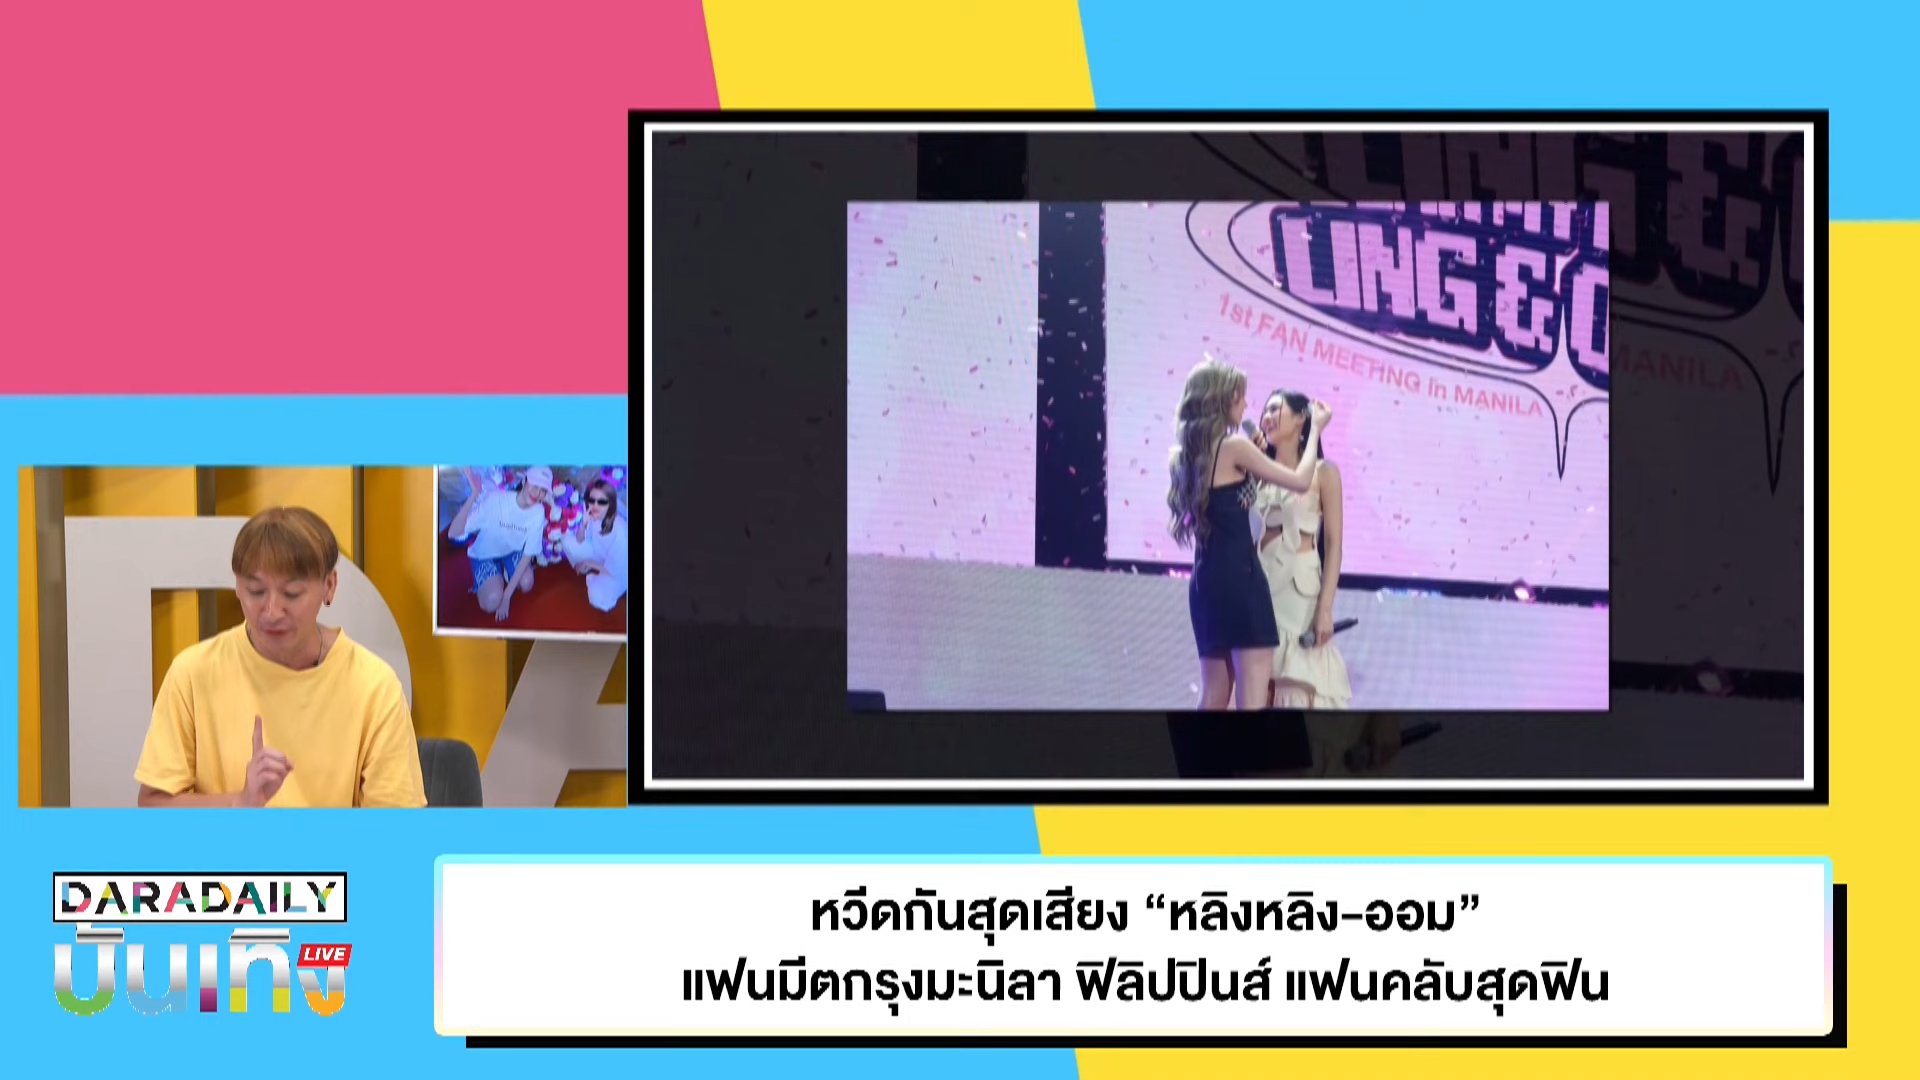 LING & O
1st FAN MEETING in MANILA
MANILA
DARADAILY
บันเทิง
LIVE
หวีดกันสุดเสียง “หลิงหลิง-ออม”
แฟนมีตกรุงมะนิลา ฟิลิปปินส์ แฟนคลับสุดฟิน